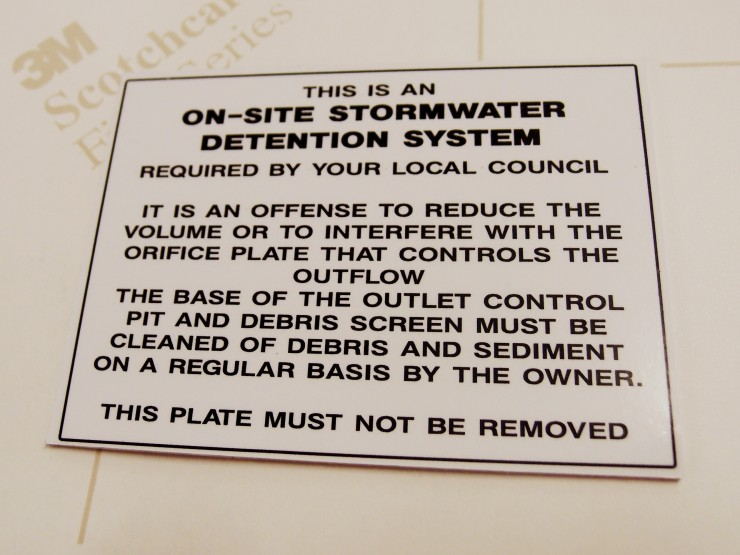 3M
Scotchcal
Series
THIS IS AN
ON-SITE STORMWATER
DETENTION SYSTEM
REQUIRED BY YOUR LOCAL COUNCIL
IT IS AN OFFENSE TO REDUCE THE
VOLUME OR TO INTERFERE WITH THE
ORIFICE PLATE THAT CONTROLS THE
OUTFLOW
THE BASE OF THE OUTLET CONTROL
PIT AND DEBRIS SCREEN MUST BE
CLEANED OF DEBRIS AND SEDIMENT
ON A REGULAR BASIS BY THE OWNER.
THIS PLATE MUST NOT BE REMOVED